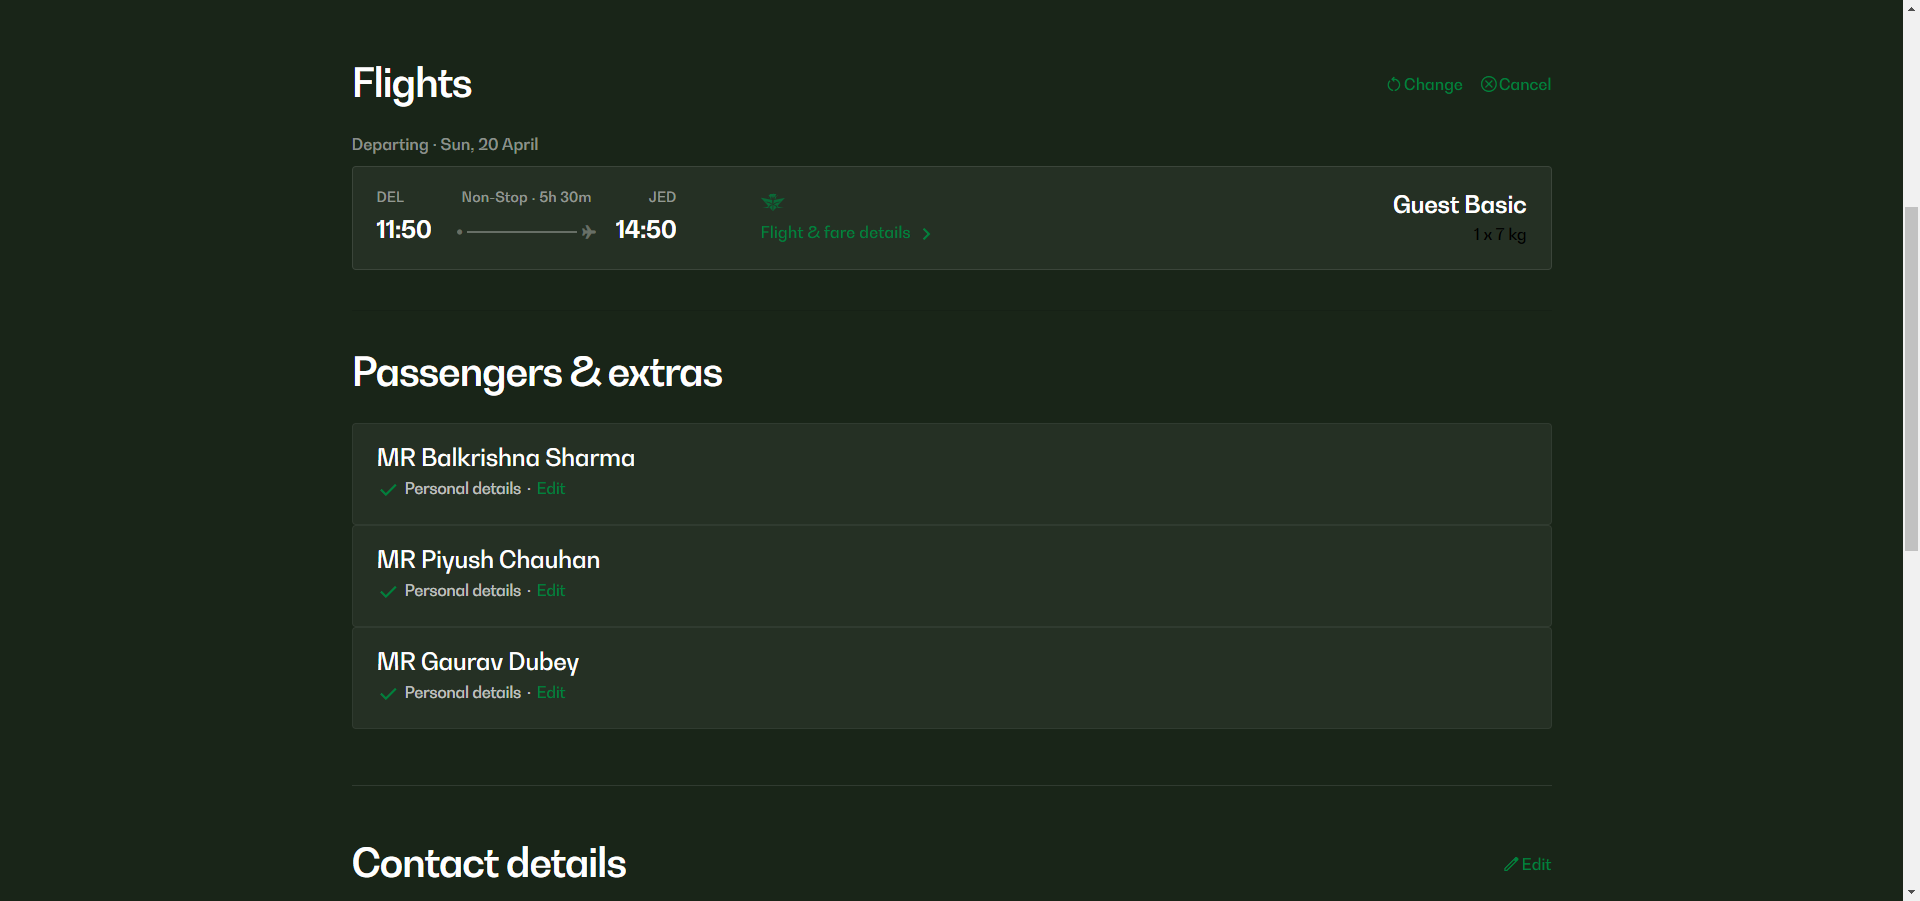 Flights
Change
Cancel
Departing · Sun, 20 April
DEL
Non-Stop · 5h 30m
JED
11:50
14:50
Flight & fare details
Guest Basic
1 x 7 kg
Passengers & extras
MR Balkrishna Sharma
Personal details · Edit
MR Piyush Chauhan
Personal details · Edit
MR Gaurav Dubey
Personal details · Edit
Contact details
Edit